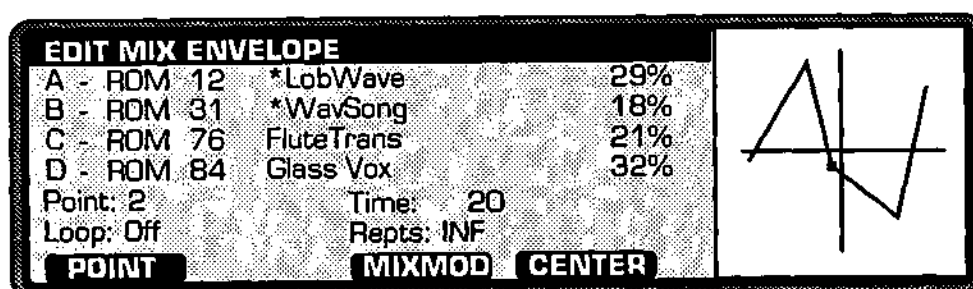 EDIT MIX ENVELOPE
A - ROM 12 *LobWave 29%
B - ROM 31 *WavSong 18%
C - ROM 76 FluteTrans 21%
D - ROM 84 Glass Vox 32%
Point: 2 Time: 20
Loop: Off Repts: INF
POINT MIXMOD CENTER